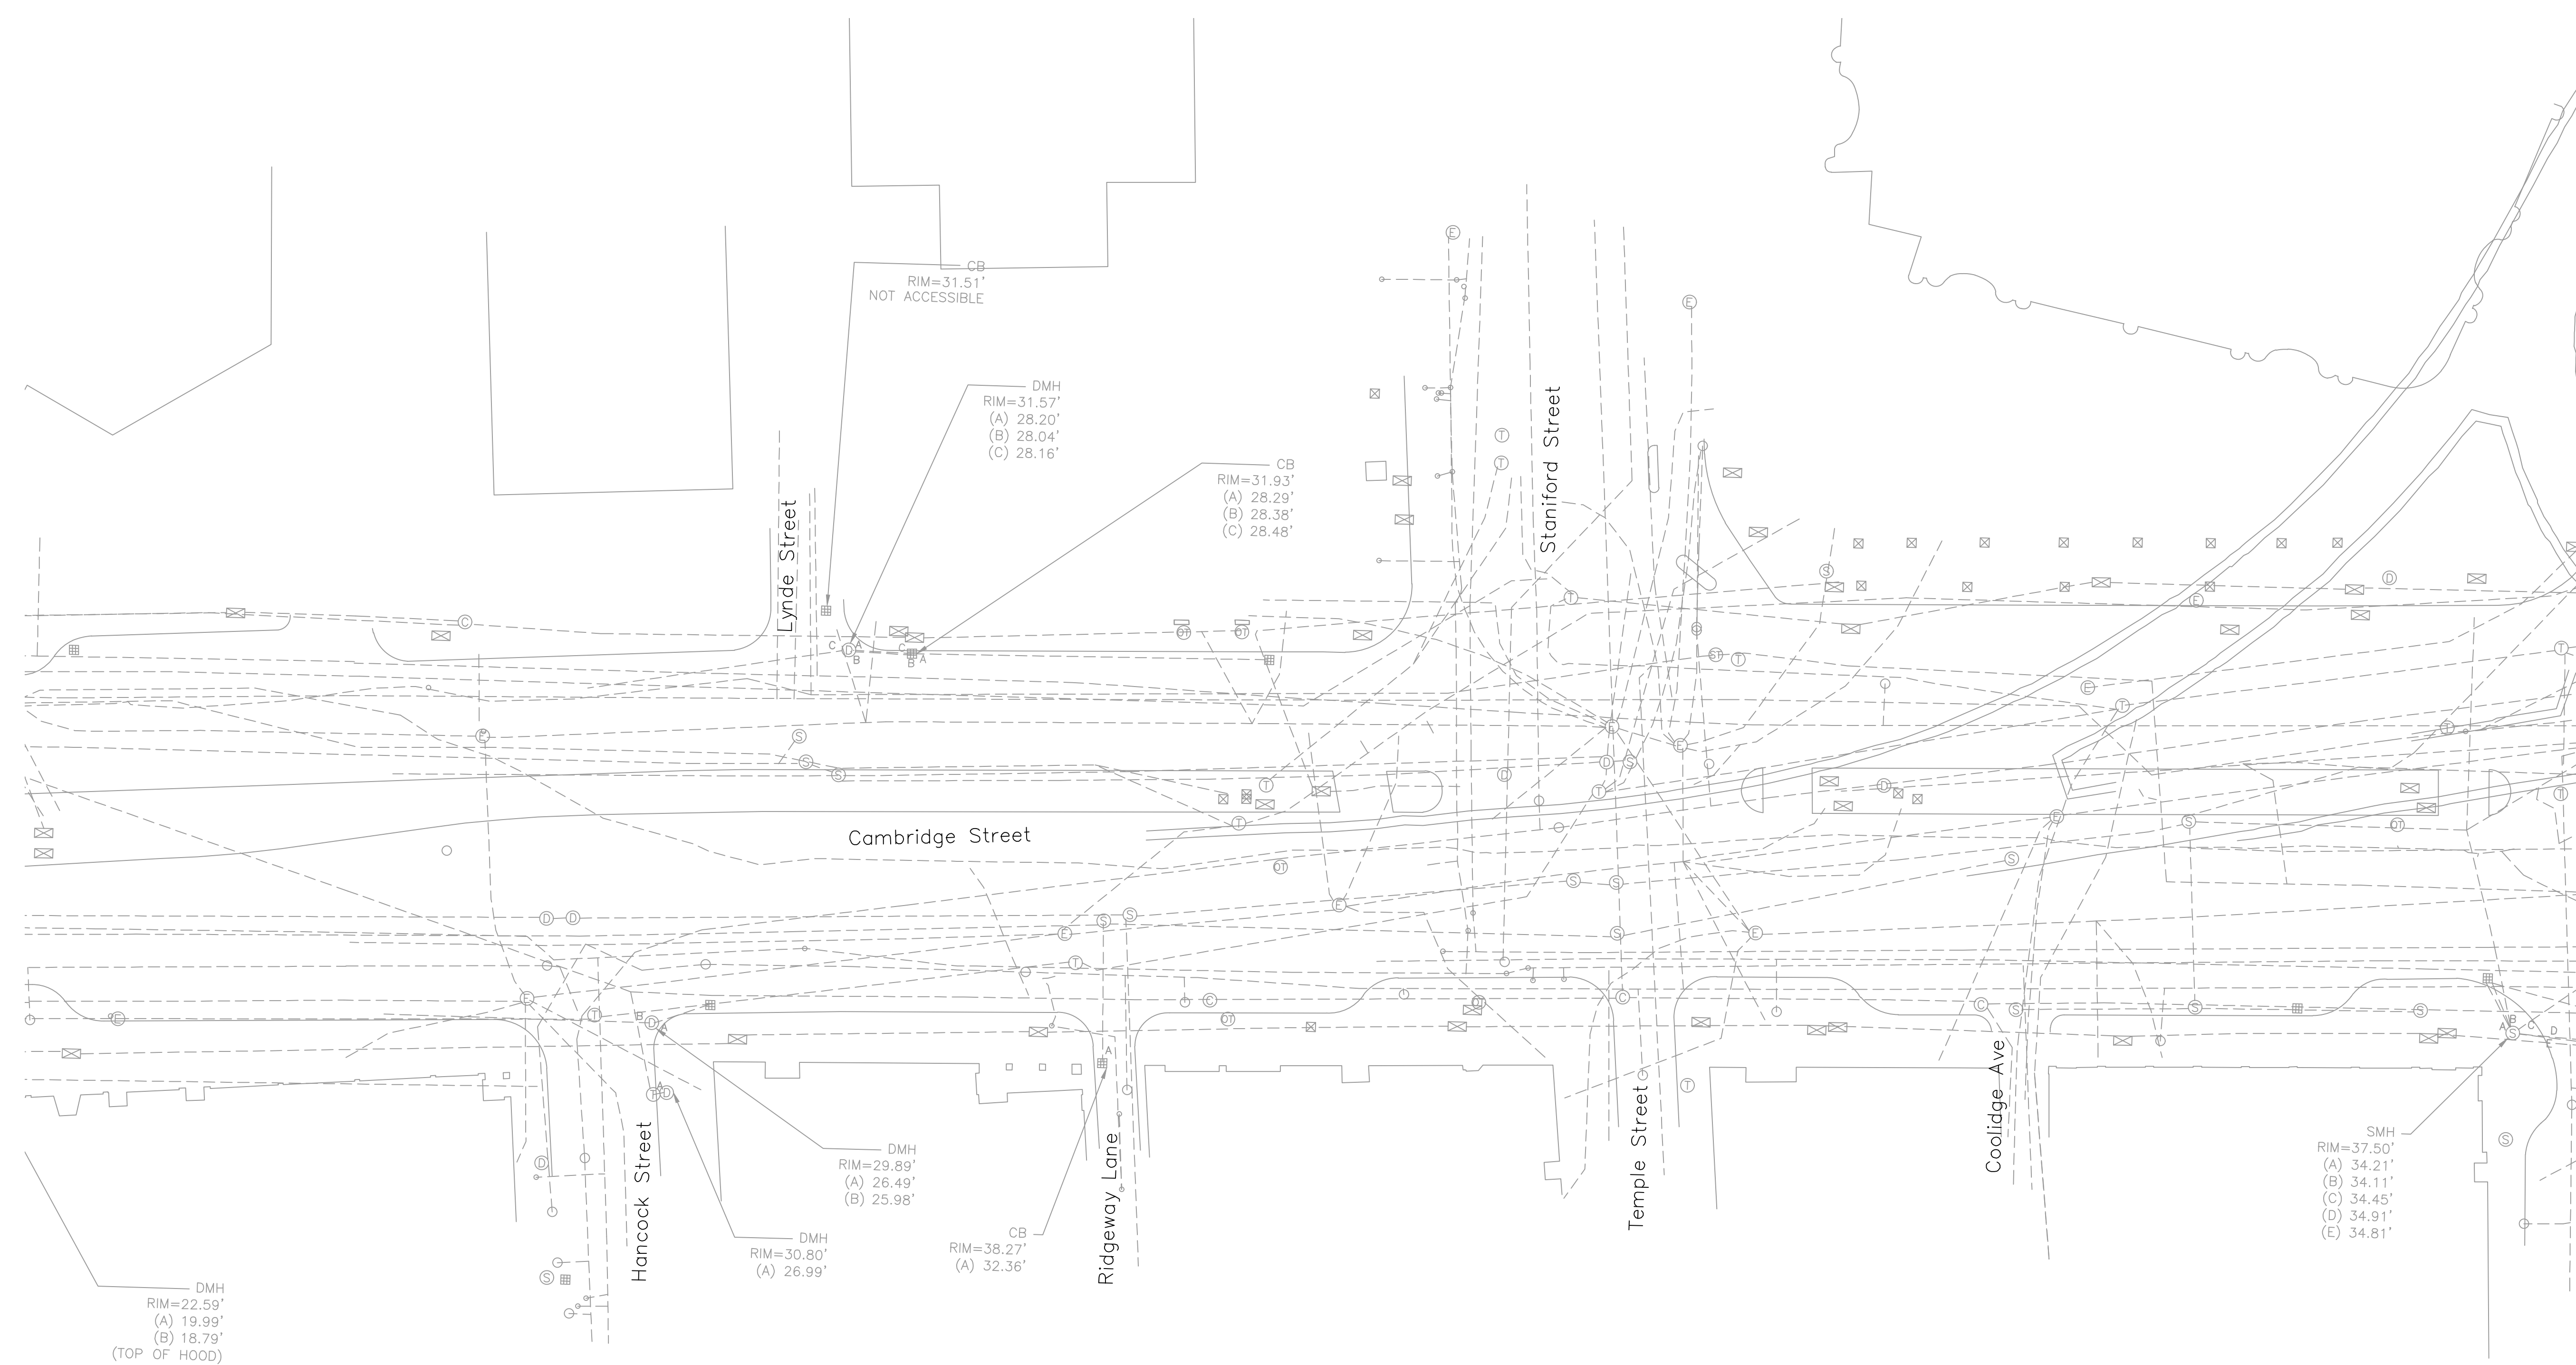 CB
RIM=31.51'
NOT ACCESSIBLE
DMH
RIM=31.57'
(A) 28.20'
(B) 28.04'
(C) 28.16'
CB
RIM=31.93'
(A) 28.29'
(B) 28.38'
(C) 28.48'
Lynde Street
Staniford Street
C
D
A
B
C
B
A
Cambridge Street
Hancock Street
Ridgeway Lane
Temple Street
Coolidge Ave
B
D
A
A
T
D
A
A
B
S
C
D
E
DMH
RIM=29.89'
(A) 26.49'
(B) 25.98'
DMH
RIM=30.80'
(A) 26.99'
CB
RIM=38.27'
(A) 32.36'
SMH
RIM=37.50'
(A) 34.21'
(B) 34.11'
(C) 34.45'
(D) 34.91'
(E) 34.81'
DMH
RIM=22.59'
(A) 19.99'
(B) 18.79'
(TOP OF HOOD)